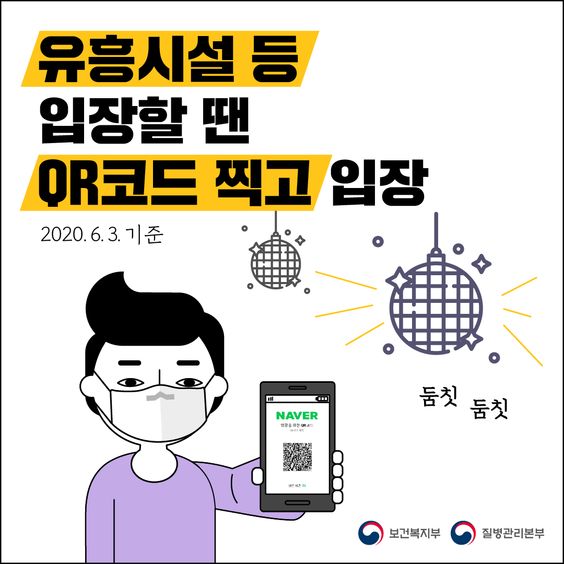 유흥시설 등
입장할 땐
QR코드 찍고 입장
2020. 6. 3. 기준
둠칫 둠칫
NAVER
보건복지부 질병관리본부